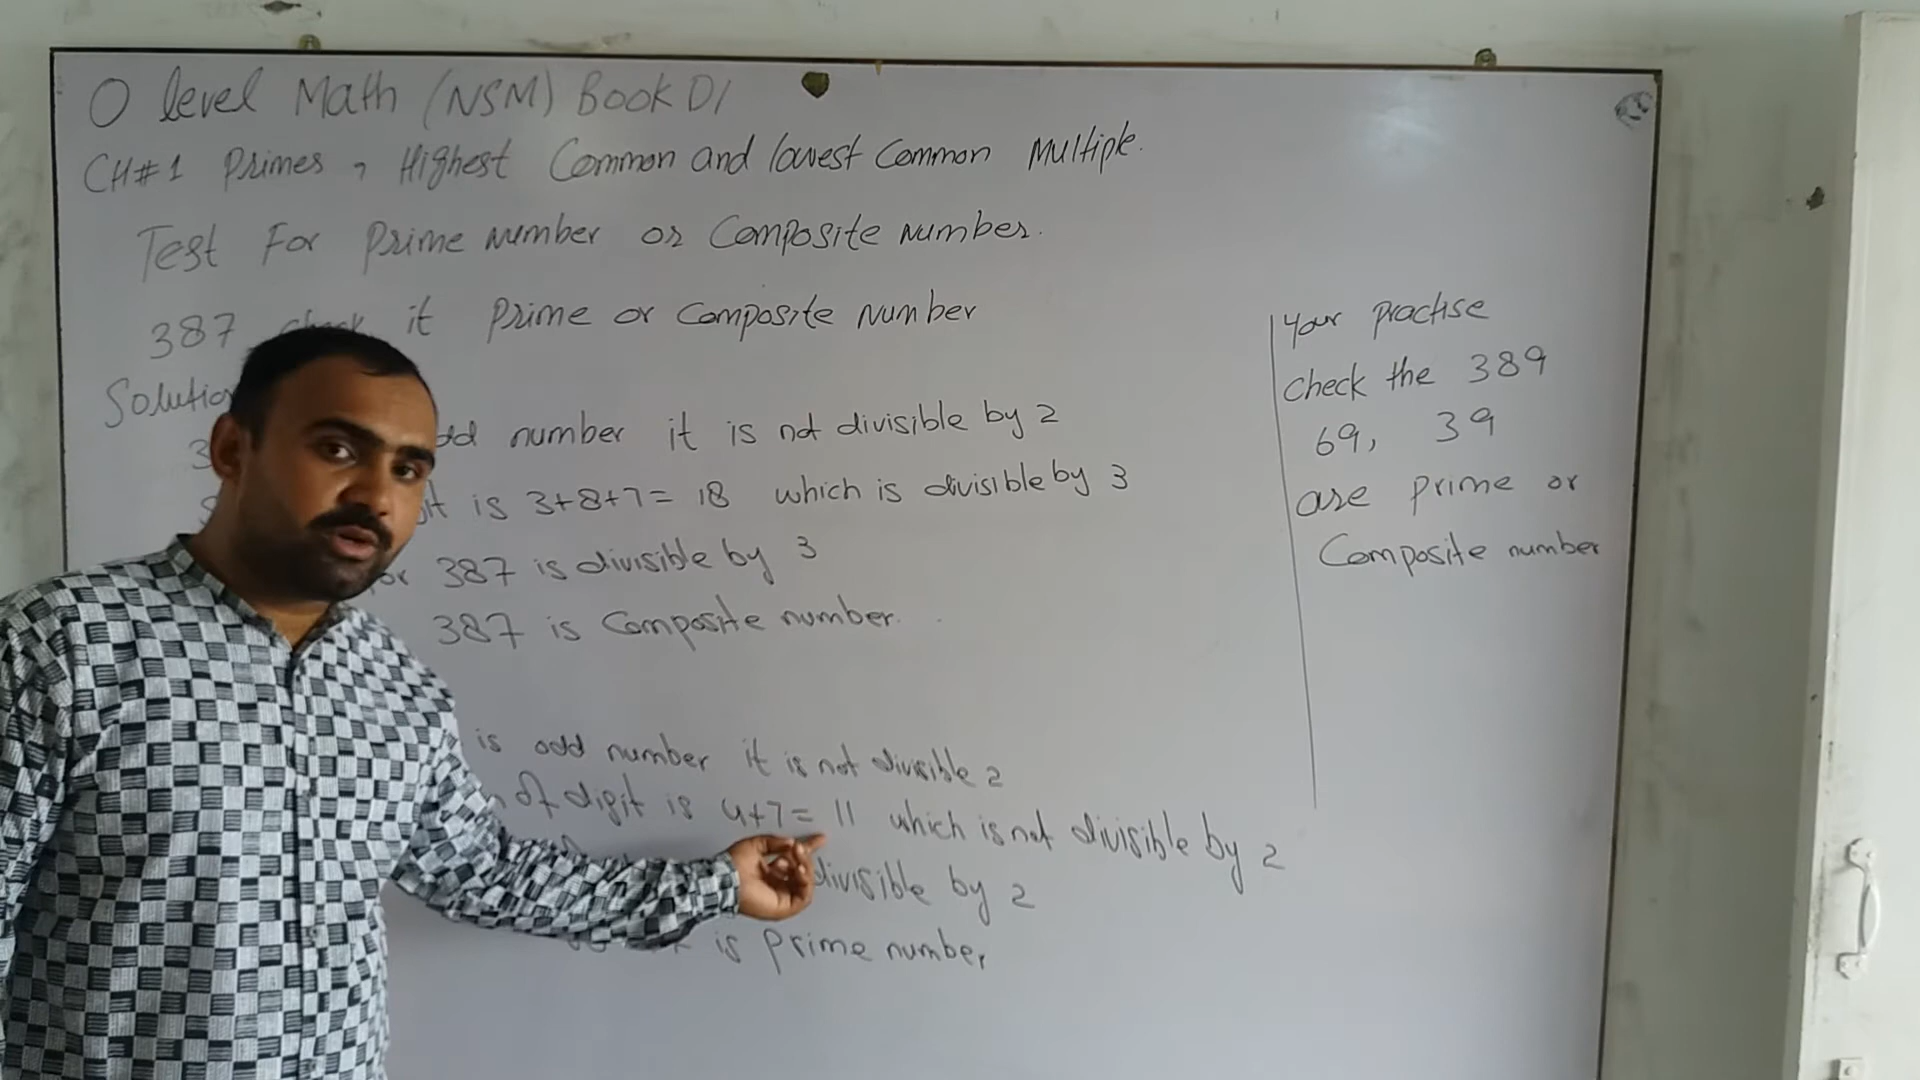 O level Math (NSM) Book D1
CH#1 Primes, Highest Common and lowest Common Multiple.
Test For Prime number or Composite number.
387 check it Prime or Composite number
Solution
odd number it is not divisible by 2
it is 3+8+7= 18 which is divisible by 3
or 387 is divisible by 3
387 is Composite number.
is odd number it is not divisible 2
of digit is 4+7= 11 which is not divisible by 2
divisible by 2
is prime number
your practise
check the 389
69, 39
are prime or
Composite number